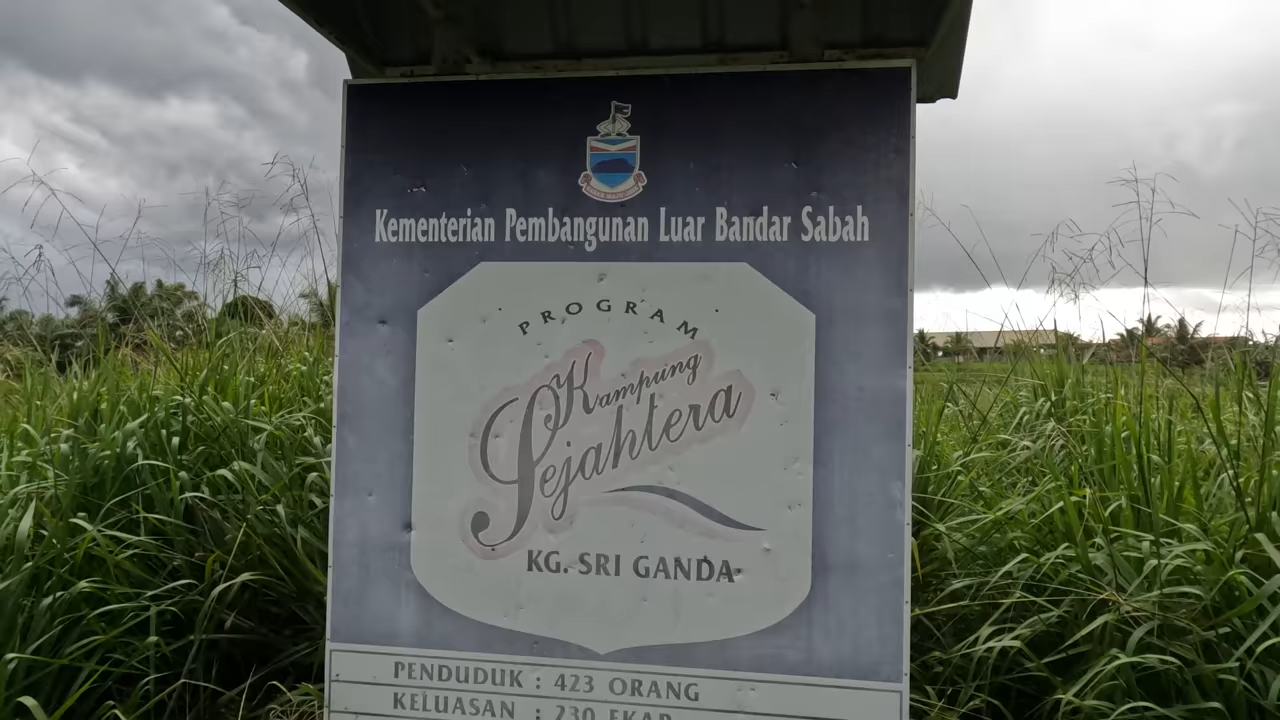 Kementerian Pembangunan Luar Bandar Sabah
PROGRAM
Kampung
Sejahtera
KG. SRI GANDA
PENDUDUK : 423 ORANG
KELUASAN : 230 EKAR